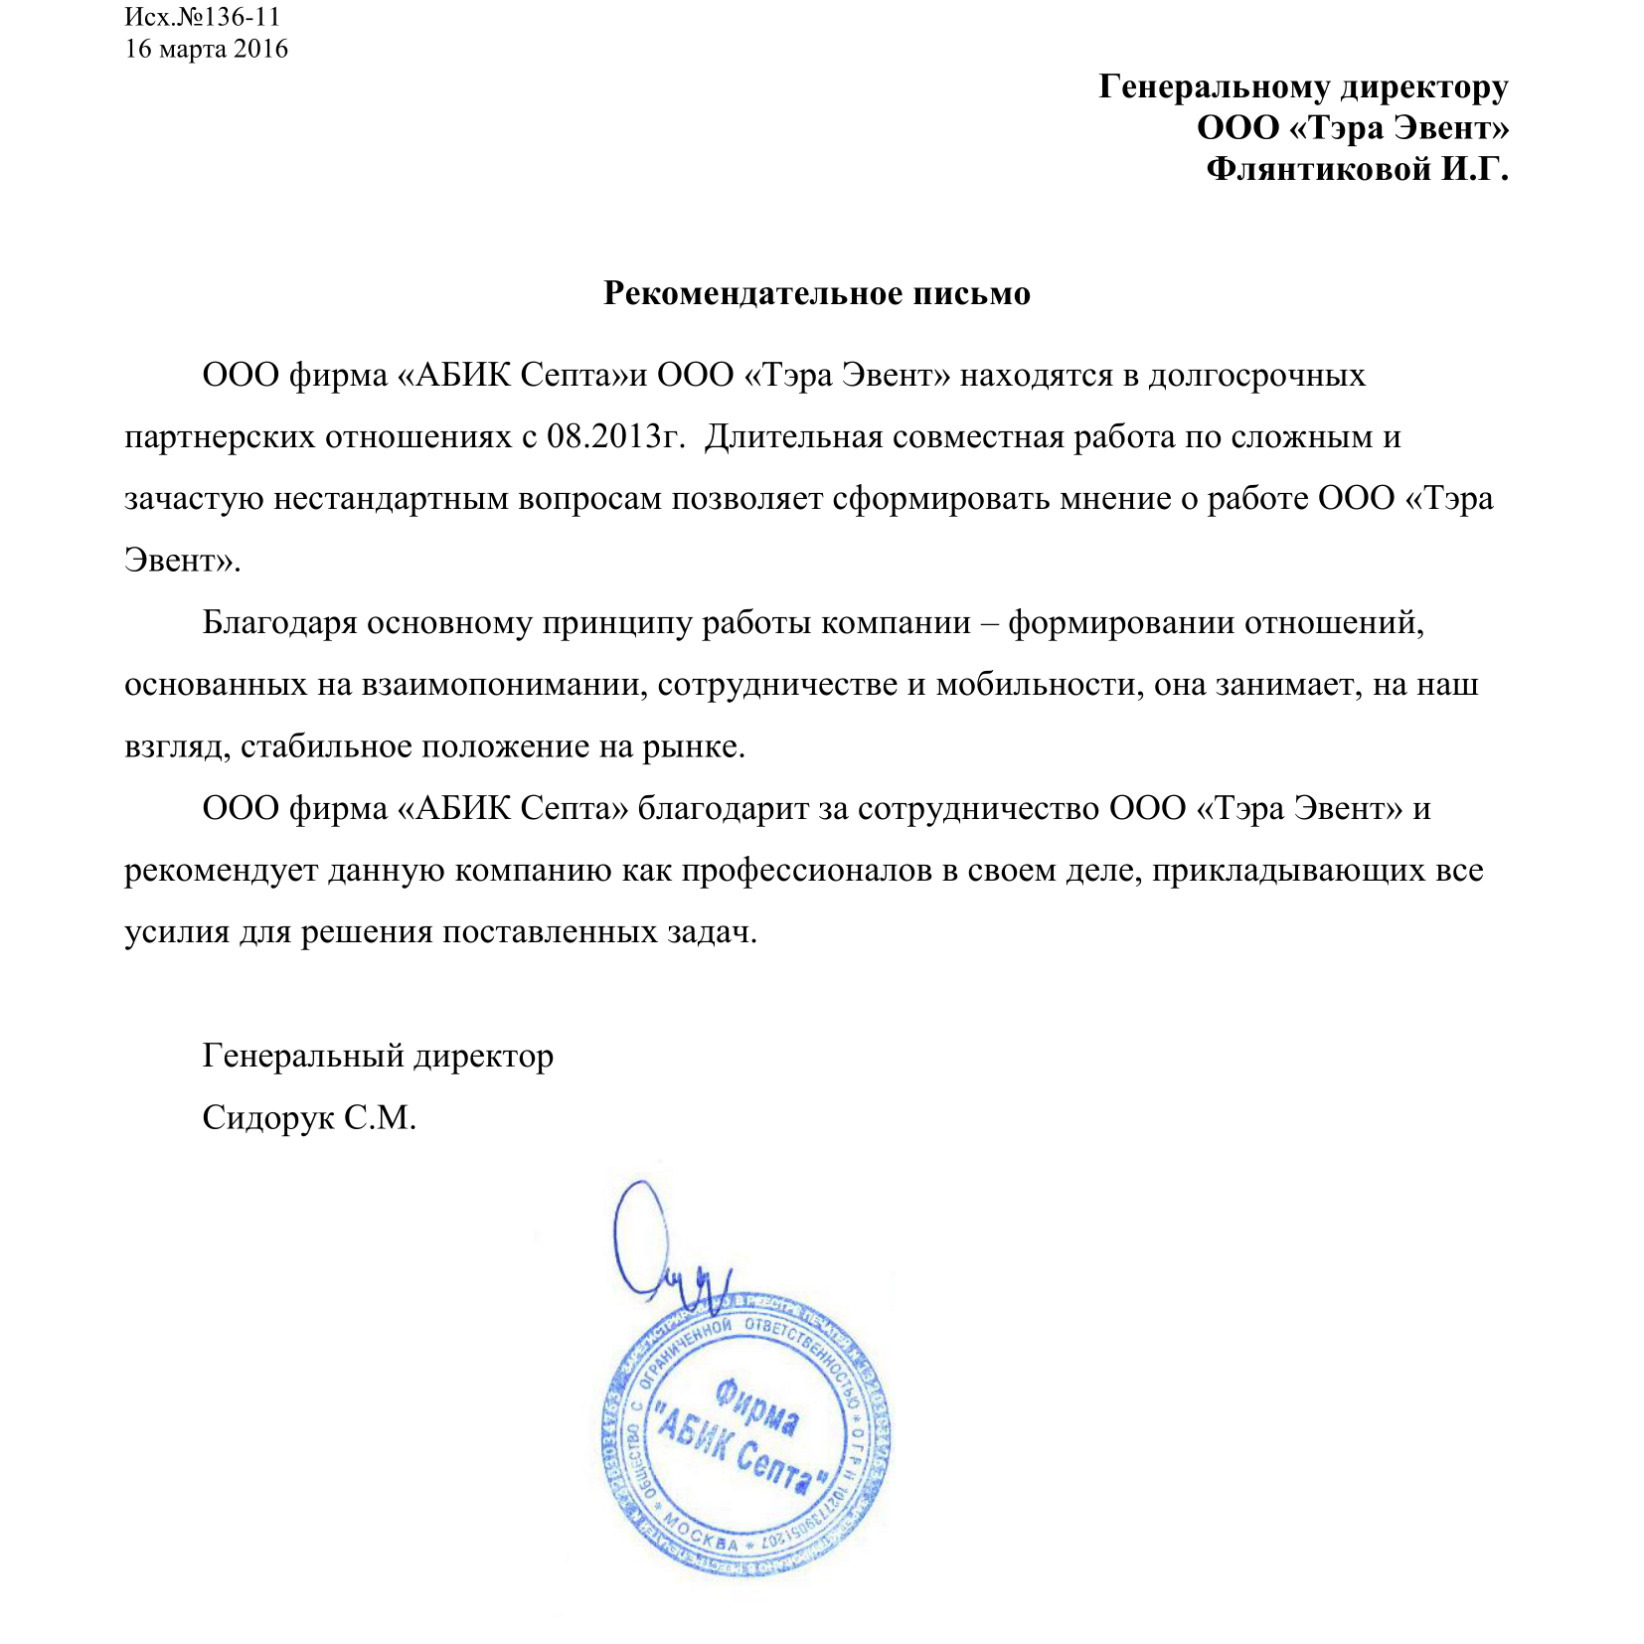 Исх.№136-11
16 марта 2016
Генеральному директору
ООО «Тэра Эвент»
Флянтиковой И.Г.
Рекомендательное письмо
ООО фирма «АБИК Септа»и ООО «Тэра Эвент» находятся в долгосрочных
партнерских отношениях с 08.2013г. Длительная совместная работа по сложным и
зачастую нестандартным вопросам позволяет сформировать мнение о работе ООО «Тэра
Эвент».
Благодаря основному принципу работы компании – формировании отношений,
основанных на взаимопонимании, сотрудничестве и мобильности, она занимает, на наш
взгляд, стабильное положение на рынке.
ООО фирма «АБИК Септа» благодарит за сотрудничество ООО «Тэра Эвент» и
рекомендует данную компанию как профессионалов в своем деле, прикладывающих все
усилия для решения поставленных задач.
Генеральный директор
Сидорук С.М.
ОБЩЕСТВО С ОГРАНИЧЕННОЙ ОТВЕТСТВЕННОСТЬЮ * ОГРН 1027739051207 * МОСКВА *
Фирма
"АБИК Септа"